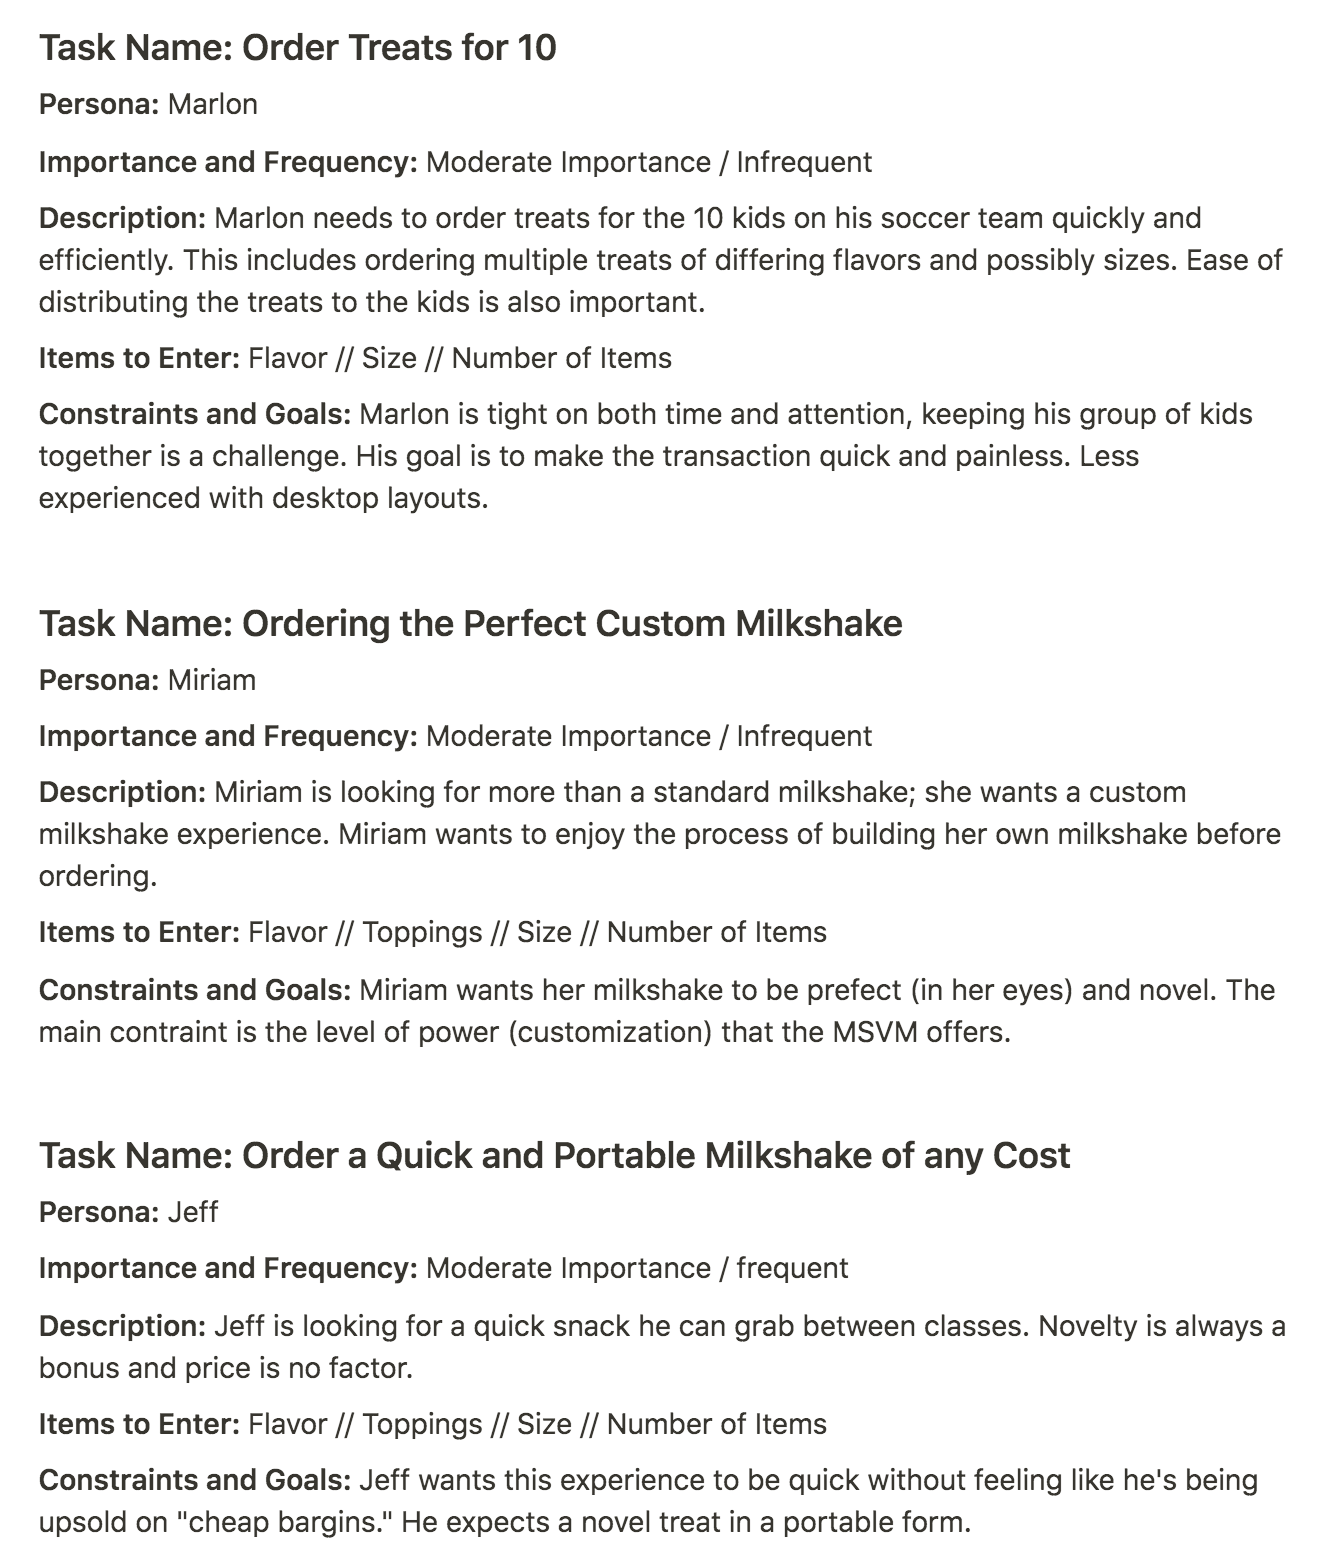 Task Name: Order Treats for 10
Persona: Marlon
Importance and Frequency: Moderate Importance / Infrequent
Description: Marlon needs to order treats for the 10 kids on his soccer team quickly and
efficiently. This includes ordering multiple treats of differing flavors and possibly sizes. Ease of
distributing the treats to the kids is also important.
Items to Enter: Flavor // Size // Number of Items
Constraints and Goals: Marlon is tight on both time and attention, keeping his group of kids
together is a challenge. His goal is to make the transaction quick and painless. Less
experienced with desktop layouts.
Task Name: Ordering the Perfect Custom Milkshake
Persona: Miriam
Importance and Frequency: Moderate Importance / Infrequent
Description: Miriam is looking for more than a standard milkshake; she wants a custom
milkshake experience. Miriam wants to enjoy the process of building her own milkshake before
ordering.
Items to Enter: Flavor // Toppings // Size // Number of Items
Constraints and Goals: Miriam wants her milkshake to be prefect (in her eyes) and novel. The
main contraint is the level of power (customization) that the MSVM offers.
Task Name: Order a Quick and Portable Milkshake of any Cost
Persona: Jeff
Importance and Frequency: Moderate Importance / frequent
Description: Jeff is looking for a quick snack he can grab between classes. Novelty is always a
bonus and price is no factor.
Items to Enter: Flavor // Toppings // Size // Number of Items
Constraints and Goals: Jeff wants this experience to be quick without feeling like he's being
upsold on "cheap bargins." He expects a novel treat in a portable form.